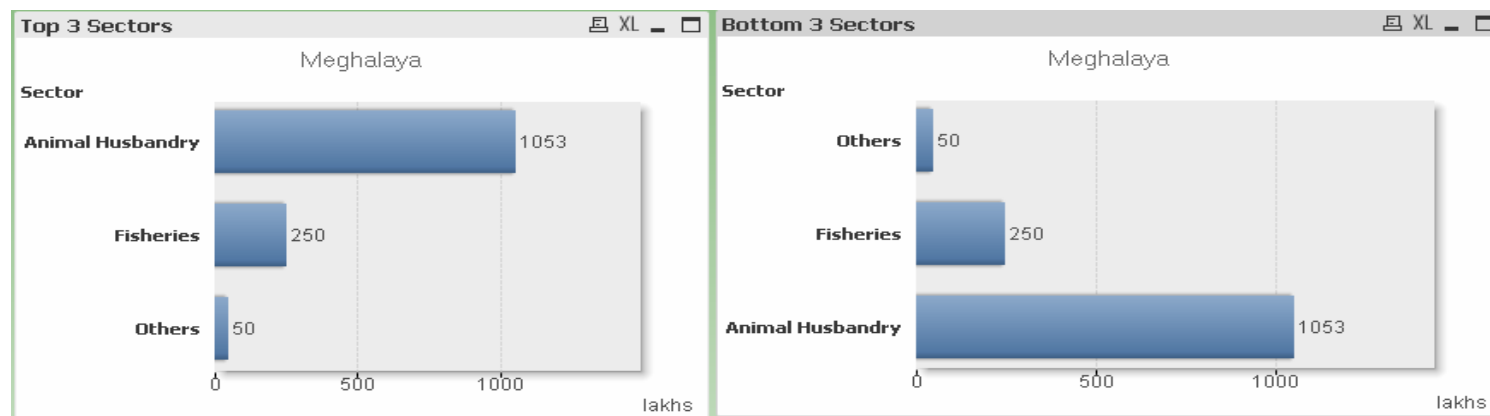 Top 3 Sectors XL
Meghalaya
Sector
Animal Husbandry 1053
Fisheries 250
Others 50
0 500 1000
lakhs
Bottom 3 Sectors XL
Meghalaya
Sector
Others 50
Fisheries 250
Animal Husbandry 1053
0 500 1000
lakhs